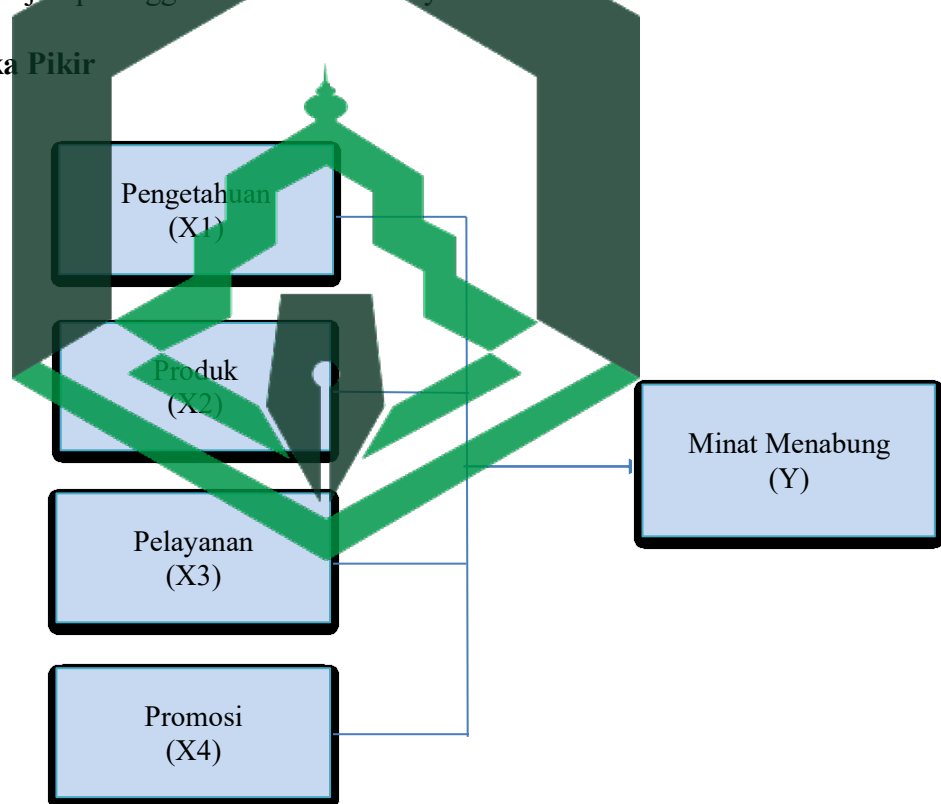 ka Pikir
Pengetahuan
(X1)
Produk
(X2)
Pelayanan
(X3)
Promosi
(X4)
Minat Menabung
(Y)